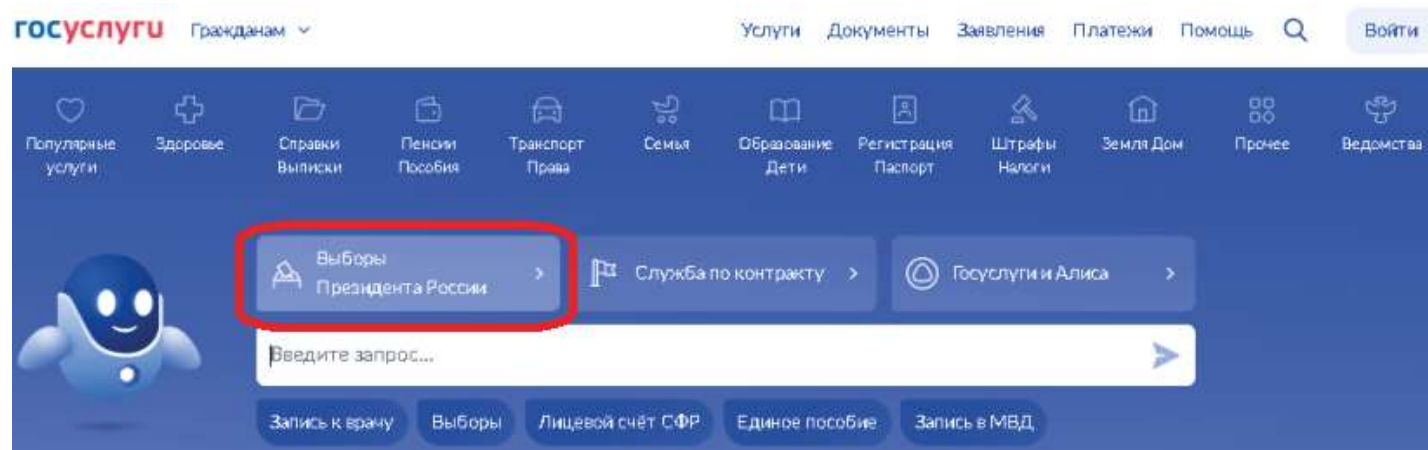 госуслуги Гражданам Услуги Документы Заявления Платежи Помощь Войти
Популярные услуги
Здоровье
Справки Выписки
Пенсии Пособия
Транспорт Права
Семья
Образование Дети
Регистрация Паспорт
Штрафы Налоги
Земля Дом
Прочее
Ведомства
Выборы
Президента России
Служба по контракту
Госуслуги и Алиса
Введите запрос...
Запись к врачу Выборы Лицевой счёт СФР Единое пособие Запись в МВД